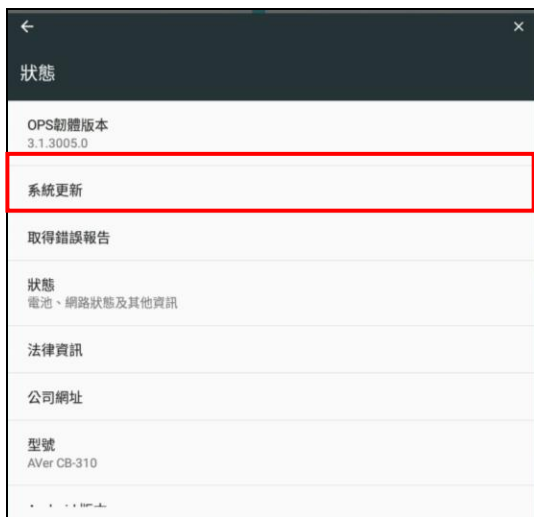 狀態
OPS韌體版本
3.1.3005.0
系統更新
取得錯誤報告
狀態
電池、網路狀態及其他資訊
法律資訊
公司網址
型號
AVer CB-310